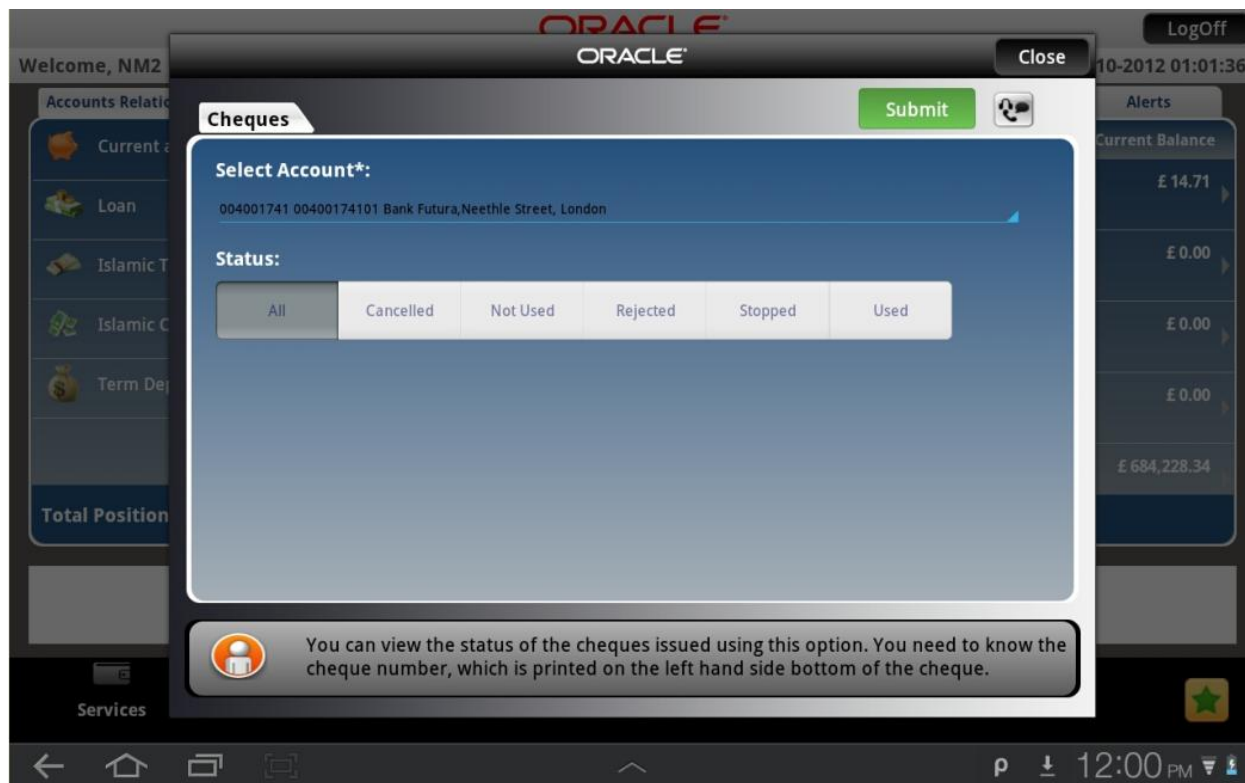 ORACLE
LogOff
Welcome, NM2
ORACLE
Close
10-2012 01:01:36
Accounts Relatio
Cheques
Submit
Alerts
Current a
Current Balance
Select Account*:
£ 14.71
Loan
004001741 00400174101 Bank Futura,Neethle Street, London
Islamic T
Status:
£ 0.00
All
Cancelled
Not Used
Rejected
Stopped
Used
Islamic C
£ 0.00
Term Dep
£ 0.00
£ 684,228.34
Total Position
You can view the status of the cheques issued using this option. You need to know the
cheque number, which is printed on the left hand side bottom of the cheque.
Services
12:00 PM